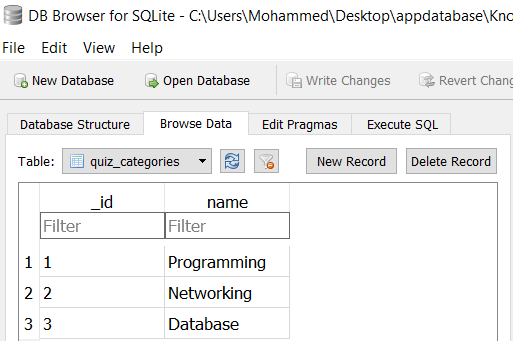 DB Browser for SQLite - C:\Users\Mohammed\Desktop\appdatabase\Kno
File Edit View Help
New Database Open Database Write Changes Revert Chang
Database Structure Browse Data Edit Pragmas Execute SQL
Table: quiz_categories New Record Delete Record
_id name
Filter Filter
1 1 Programming
2 2 Networking
3 3 Database